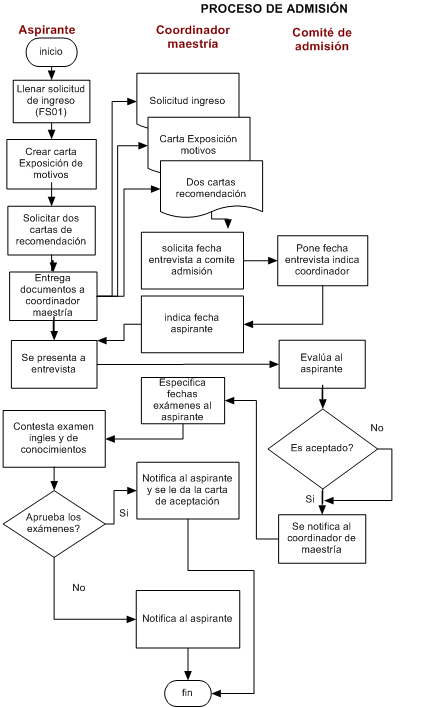 PROCESO DE ADMISIÓN
Aspirante
Coordinador
maestría
Comité de
admisión
inicio
Llenar solicitud
de ingreso
(FS01)
Solicitud ingreso
Crear carta
Exposición de
motivos
Carta Exposición
motivos
Dos cartas
recomendación
Solicitar dos
cartas de
recomendación
solicita fecha
entrevista a comite
admisión
Pone fecha
entrevista indica
coordinador
Entrega
documentos a
coordinador
maestría
indica fecha
aspirante
Se presenta a
entrevista
Evalúa al
aspirante
Especifica
fechas
exámenes al
aspirante
Contesta examen
ingles y de
conocimientos
Es aceptado?
No
Si
Notifica al aspirante
y se le da la carta
de aceptación
Aprueba los
exámenes?
Si
Se notifica al
coordinador de
maestría
No
Notifica al aspirante
fin